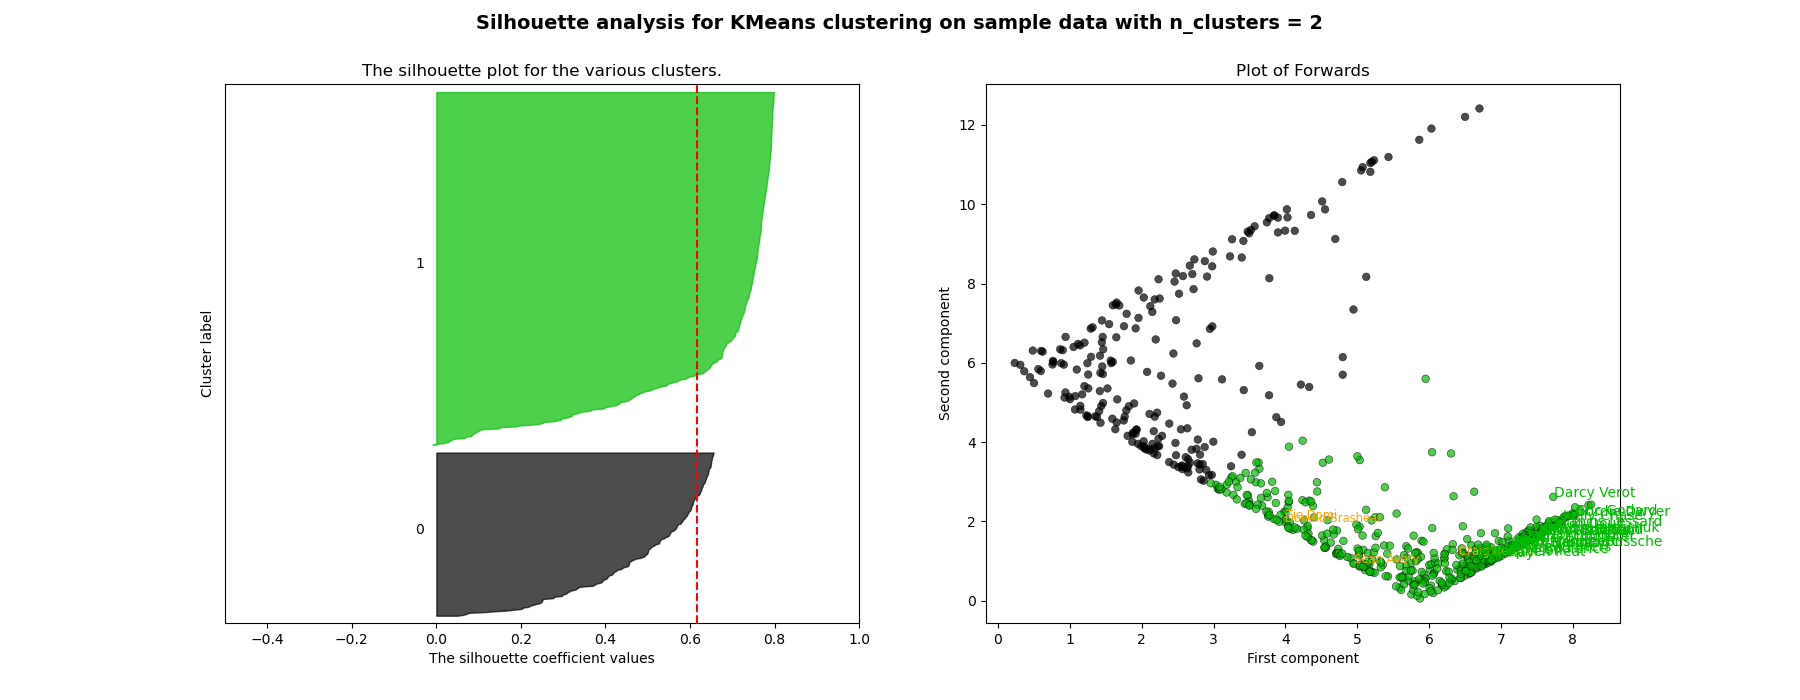 Silhouette analysis for KMeans clustering on sample data with n_clusters = 2
The silhouette plot for the various clusters.
Cluster label
1
0
−0.4 −0.2 0.0 0.2 0.4 0.6 0.8 1.0
The silhouette coefficient values
Plot of Forwards
Second component
12
10
8
6
4
2
0
Darcy Verot
0 1 2 3 4 5 6 7 8
First component